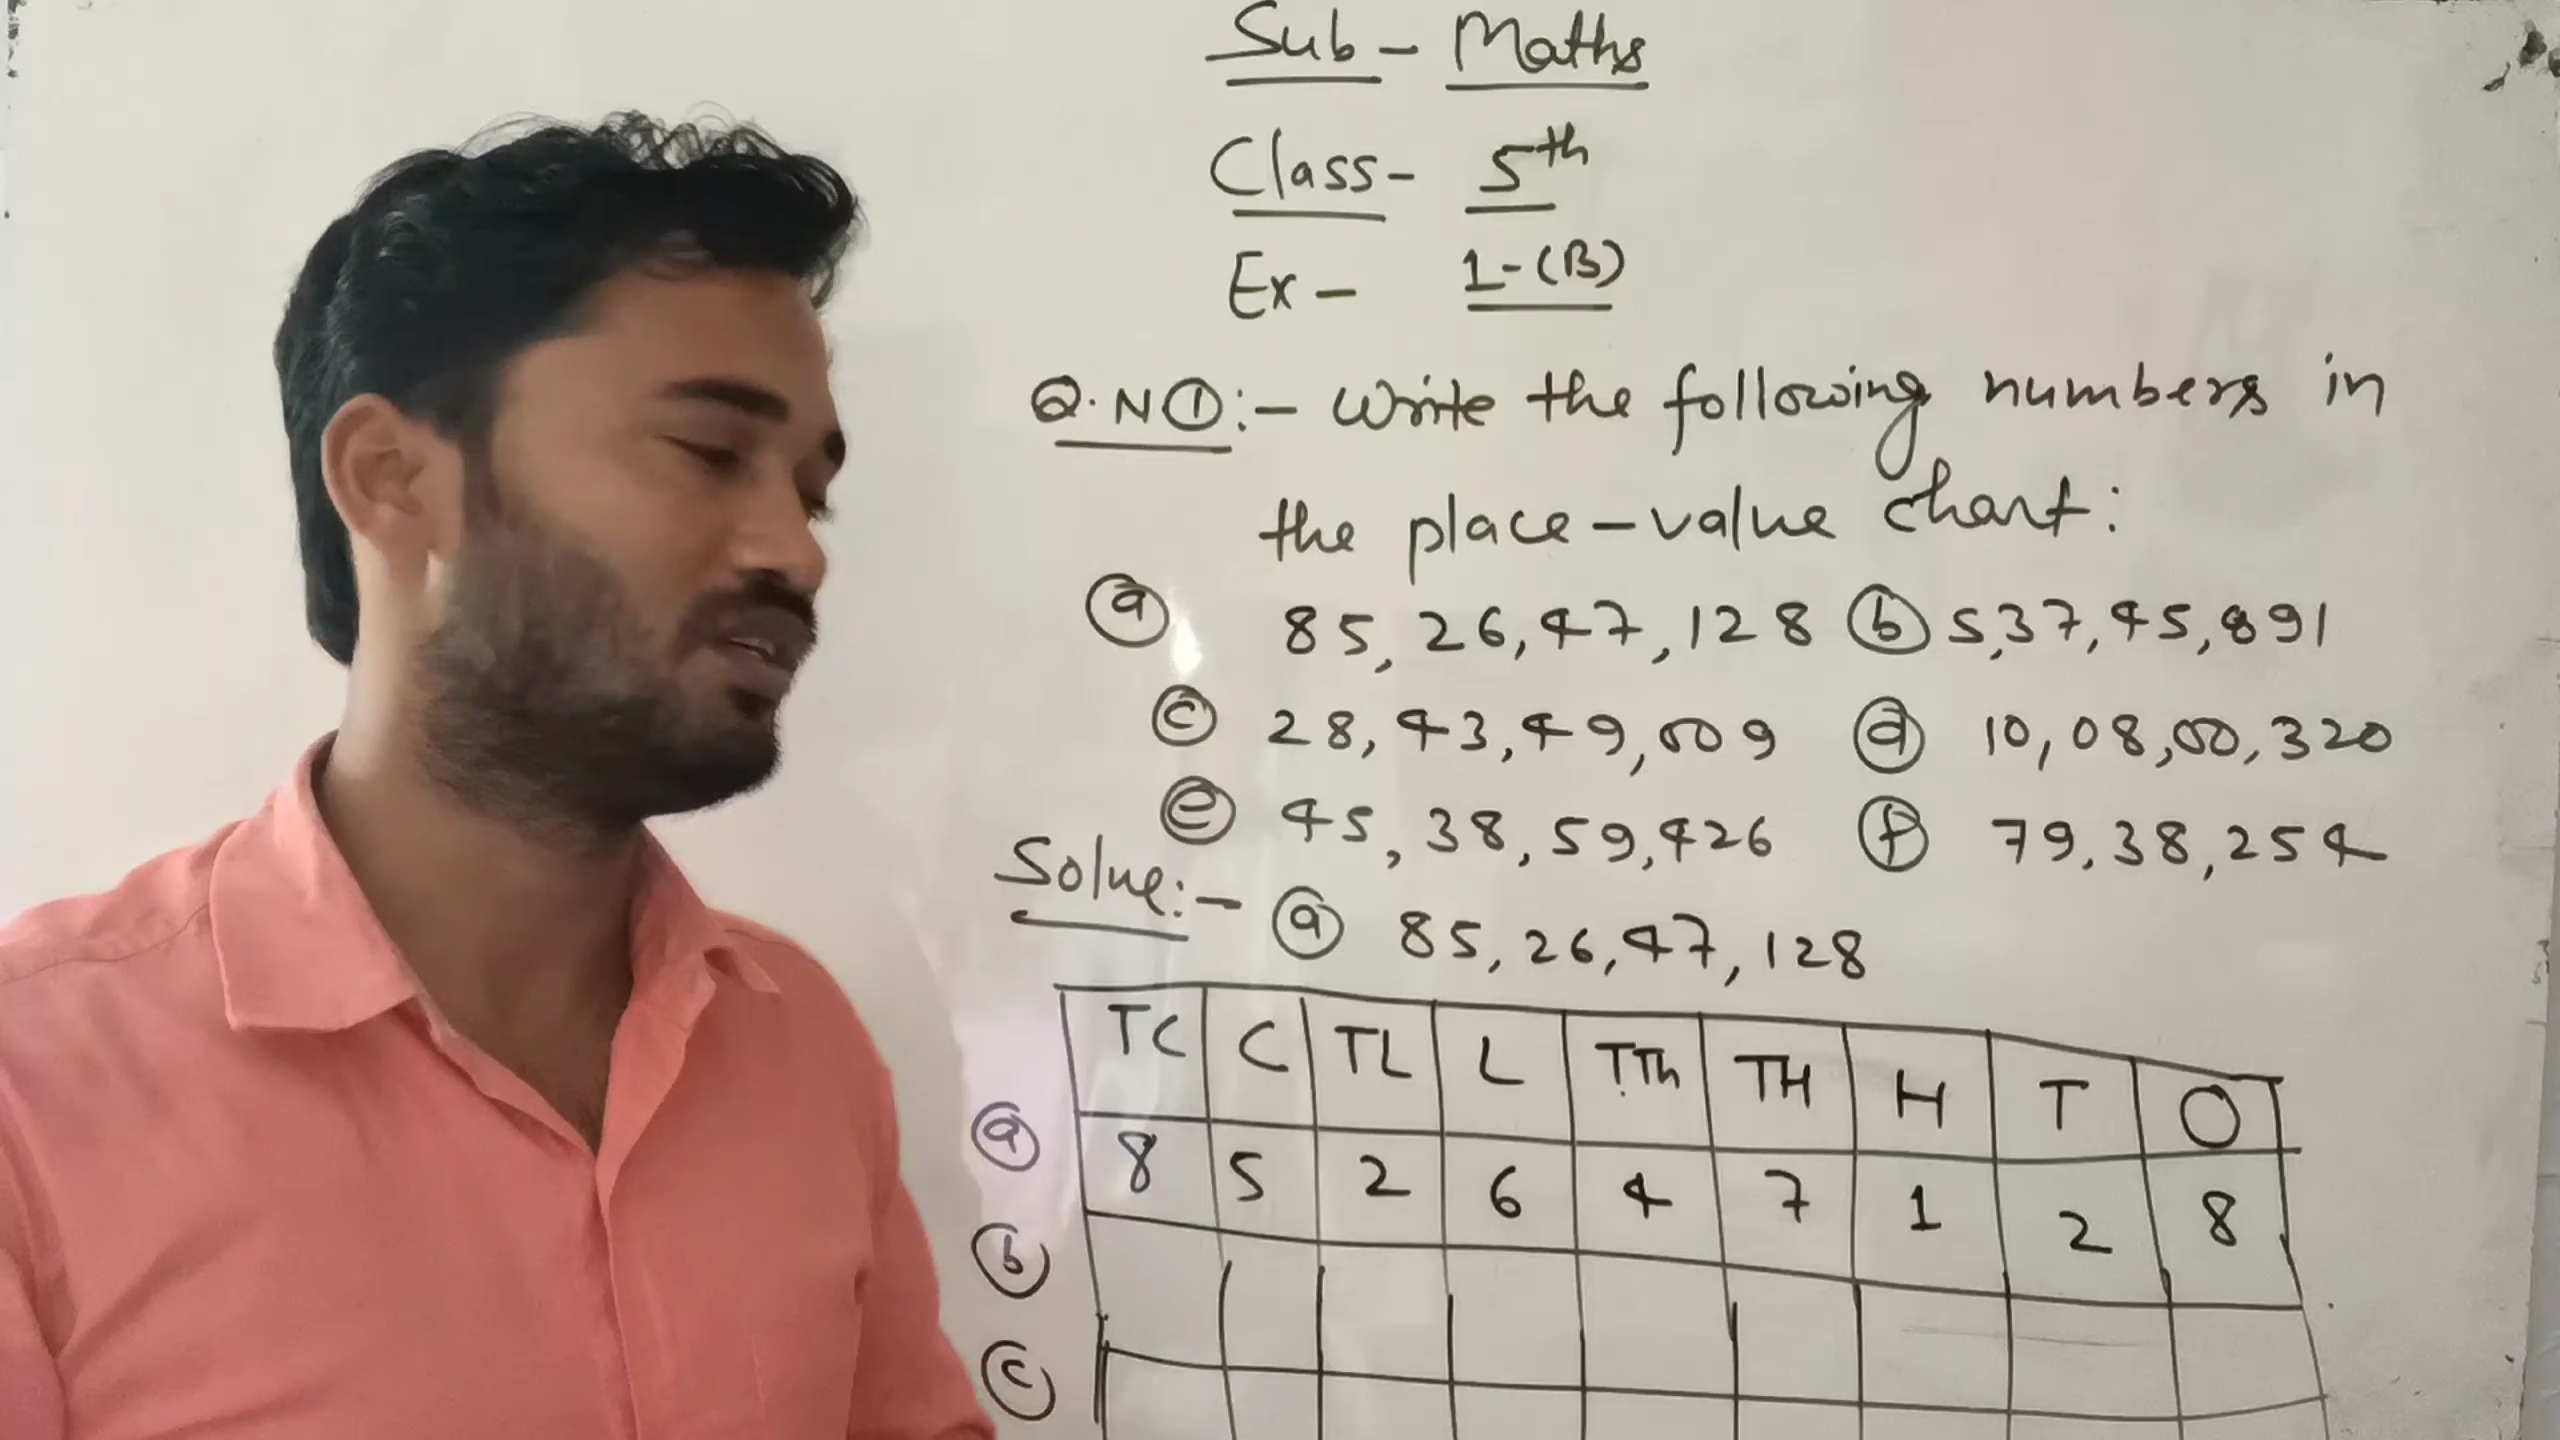 Sub - Maths
Class - 5th
Ex - 1-(B)
Q.N ①:- Write the following numbers in
the place-value chart:
ⓐ 85,26,47,128 ⓑ 5,37,45,891
ⓒ 28,43,49,009 ⓓ 10,08,00,320
ⓔ 45,38,59,426 ⓕ 79,38,254
Solve:- ⓐ 85,26,47,128
TC C TL L T.Th TH H T O
ⓐ 8 5 2 6 4 7 1 2 8
ⓑ
ⓒ